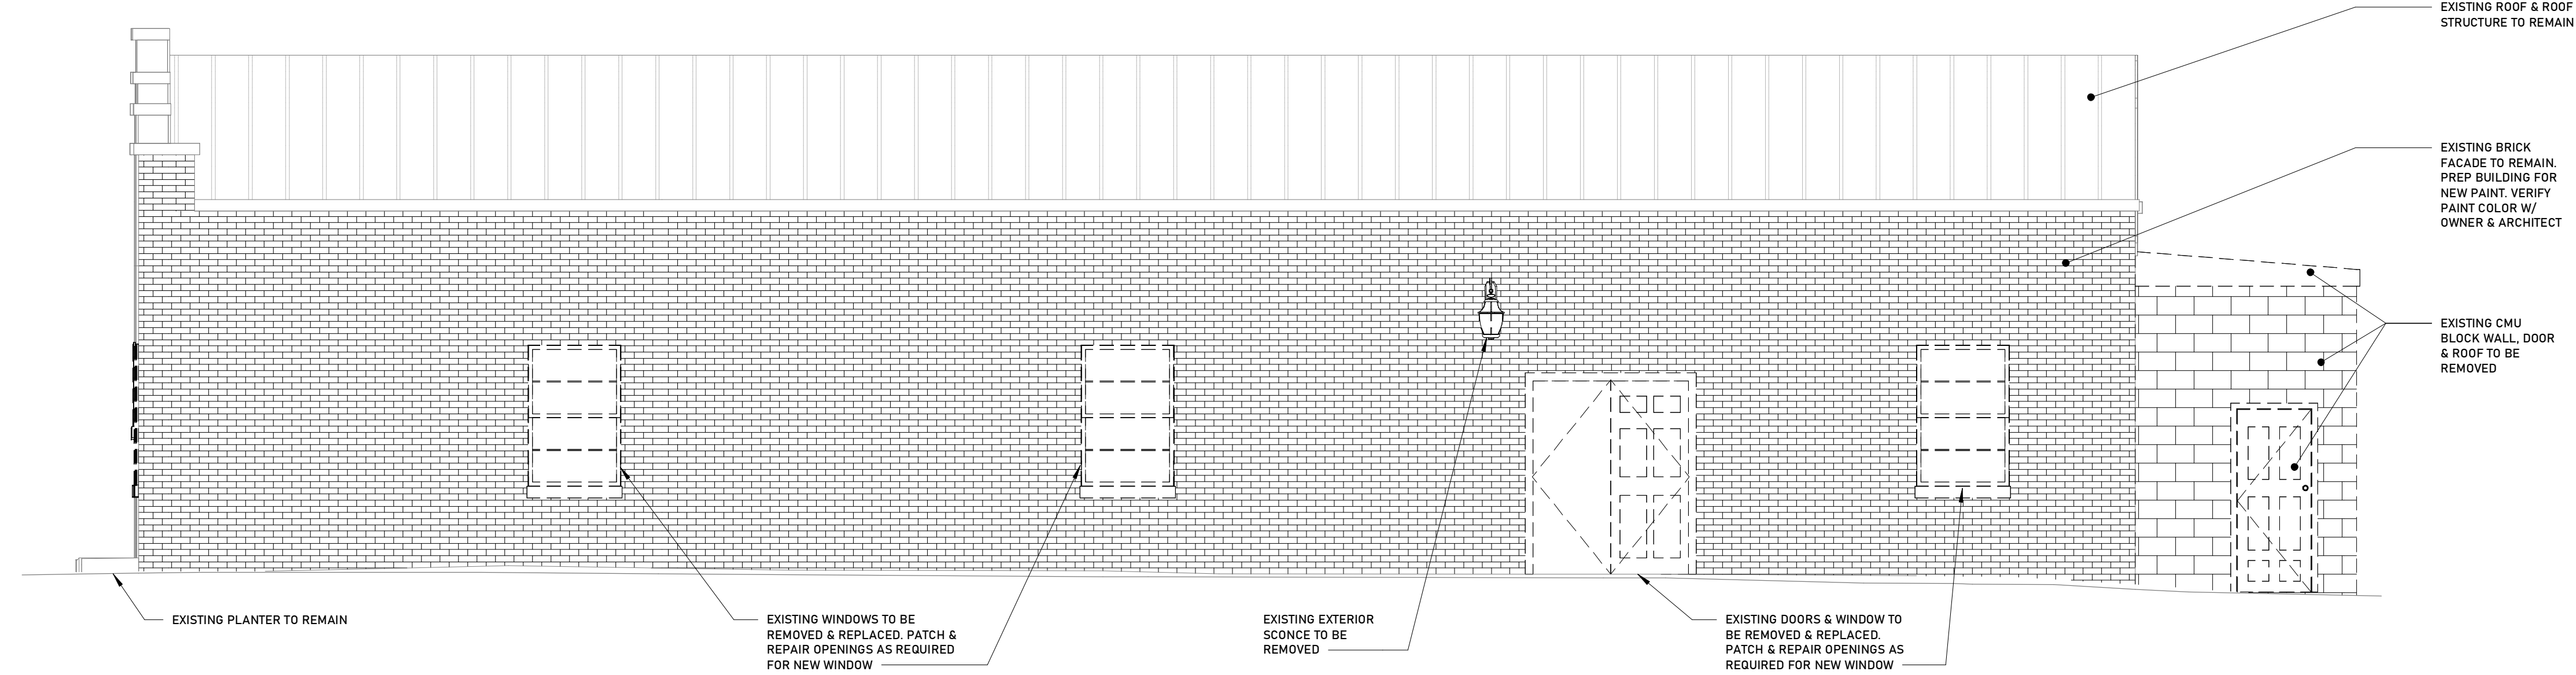 EXISTING ROOF & ROOF
STRUCTURE TO REMAIN
EXISTING BRICK
FACADE TO REMAIN.
PREP BUILDING FOR
NEW PAINT. VERIFY
PAINT COLOR W/
OWNER & ARCHITECT
EXISTING CMU
BLOCK WALL, DOOR
& ROOF TO BE
REMOVED
EXISTING PLANTER TO REMAIN
EXISTING WINDOWS TO BE
REMOVED & REPLACED. PATCH &
REPAIR OPENINGS AS REQUIRED
FOR NEW WINDOW
EXISTING EXTERIOR
SCONCE TO BE
REMOVED
EXISTING DOORS & WINDOW TO
BE REMOVED & REPLACED.
PATCH & REPAIR OPENINGS AS
REQUIRED FOR NEW WINDOW